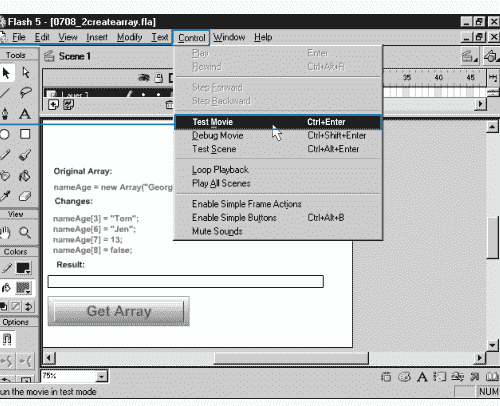 Flash 5 - [0708_2createarray.fla]
File Edit View Insert Modify Text Control Window Help
Tools
Scene 1
Play Enter
Rewind Ctrl+Alt+R
Step Forward
Step Backward
Test Movie Ctrl+Enter
Debug Movie Ctrl+Shift+Enter
Test Scene Ctrl+Alt+Enter
Loop Playback
Play All Scenes
Enable Simple Frame Actions
Enable Simple Buttons Ctrl+Alt+B
Mute Sounds
35 40 45
Layer 1
Original Array:
nameAge = new Array("Georg
Changes:
nameAge[3] = "Tom";
nameAge[6] = "Jen";
nameAge[7] = 13;
nameAge[8] = false;
Result:
Get Array
View
Colors
Options
75%
un the movie in test mode
NUM